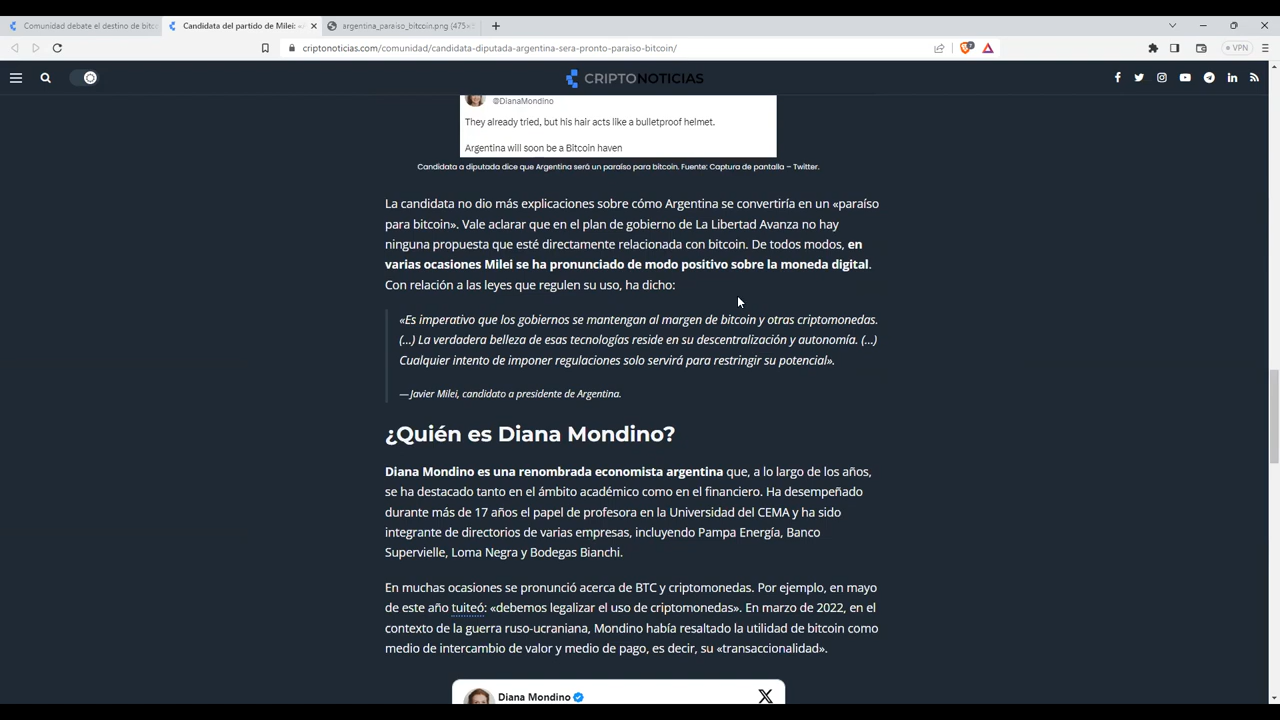 Comunidad debate el destino de bitc
Candidata del partido de Milei: «
argentina_paraiso_bitcoin.png (475×
criptonoticias.com/comunidad/candidata-diputada-argentina-sera-pronto-paraiso-bitcoin/
VPN
CRIPTONOTICIAS
@DianaMondino
They already tried, but his hair acts like a bulletproof helmet.
Argentina will soon be a Bitcoin haven
Candidata a diputada dice que Argentina será un paraíso para bitcoin. Fuente: Captura de pantalla – Twitter.
La candidata no dio más explicaciones sobre cómo Argentina se convertiría en un «paraíso
para bitcoin». Vale aclarar que en el plan de gobierno de La Libertad Avanza no hay
ninguna propuesta que esté directamente relacionada con bitcoin. De todos modos, en
varias ocasiones Milei se ha pronunciado de modo positivo sobre la moneda digital.
Con relación a las leyes que regulen su uso, ha dicho:
«Es imperativo que los gobiernos se mantengan al margen de bitcoin y otras criptomonedas.
(…) La verdadera belleza de esas tecnologías reside en su descentralización y autonomía. (…)
Cualquier intento de imponer regulaciones solo servirá para restringir su potencial».
— Javier Milei, candidato a presidente de Argentina.
¿Quién es Diana Mondino?
Diana Mondino es una renombrada economista argentina que, a lo largo de los años,
se ha destacado tanto en el ámbito académico como en el financiero. Ha desempeñado
durante más de 17 años el papel de profesora en la Universidad del CEMA y ha sido
integrante de directorios de varias empresas, incluyendo Pampa Energía, Banco
Supervielle, Loma Negra y Bodegas Bianchi.
En muchas ocasiones se pronunció acerca de BTC y criptomonedas. Por ejemplo, en mayo
de este año tuiteó: «debemos legalizar el uso de criptomonedas». En marzo de 2022, en el
contexto de la guerra ruso-ucraniana, Mondino había resaltado la utilidad de bitcoin como
medio de intercambio de valor y medio de pago, es decir, su «transaccionalidad».
Diana Mondino